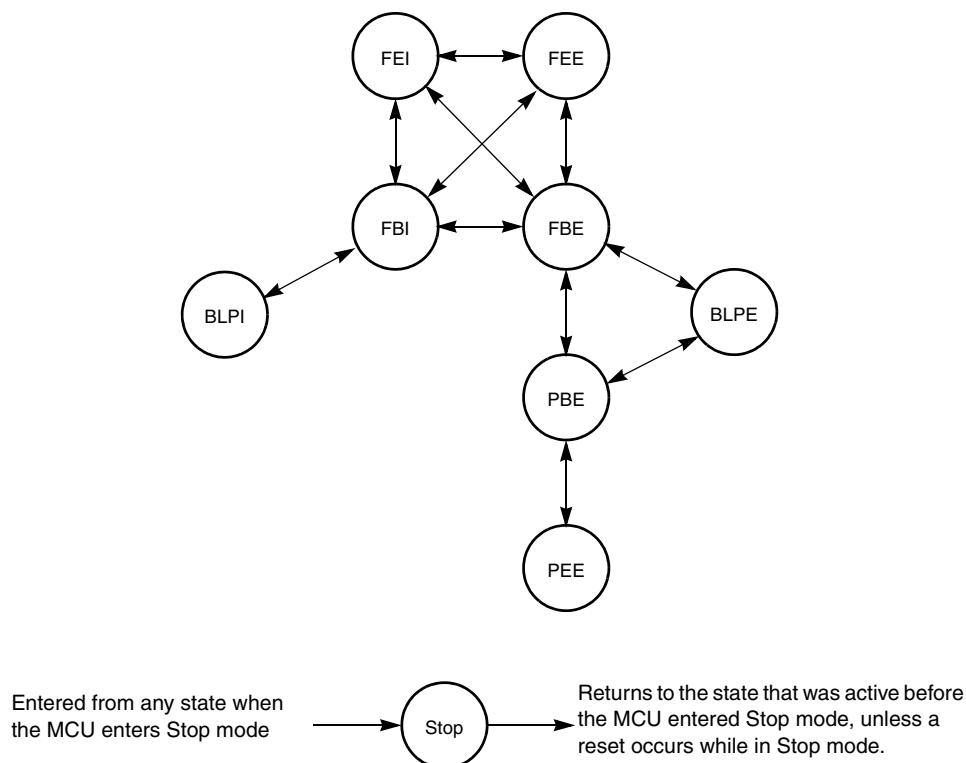 FEI
FEE
FBI
FBE
BLPI
BLPE
PBE
PEE
Entered from any state when
the MCU enters Stop mode
Stop
Returns to the state that was active before
the MCU entered Stop mode, unless a
reset occurs while in Stop mode.